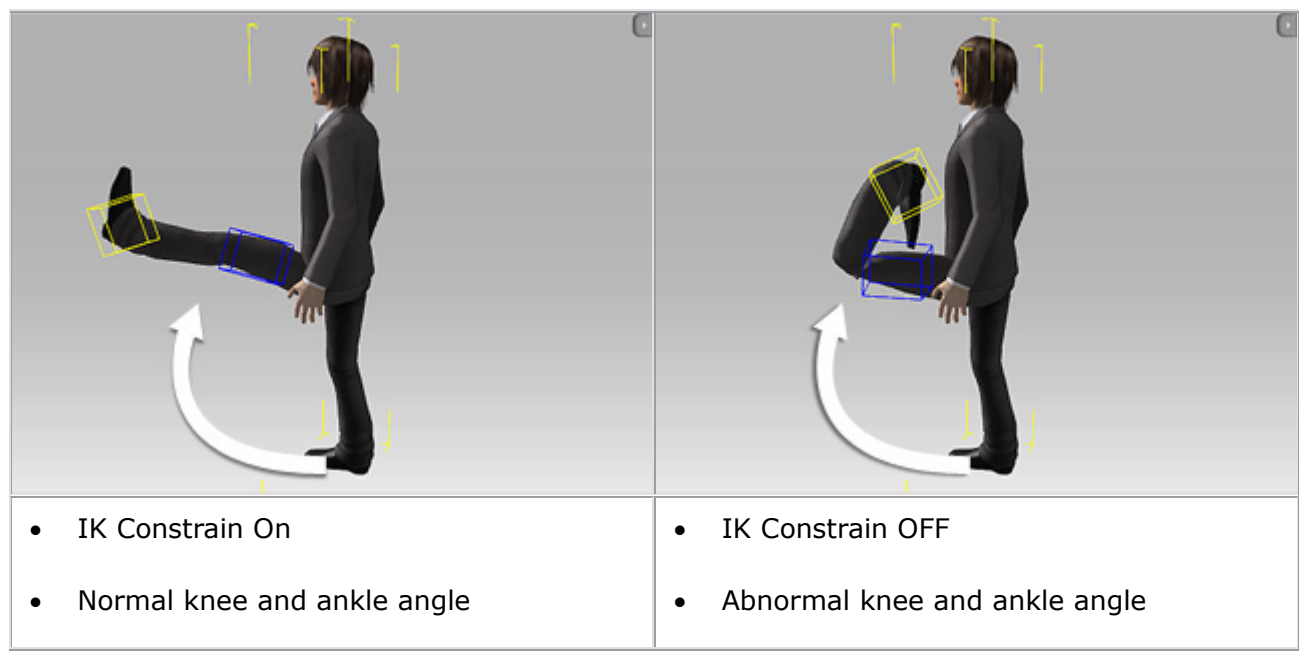 IK Constrain On
Normal knee and ankle angle
IK Constrain OFF
Abnormal knee and ankle angle